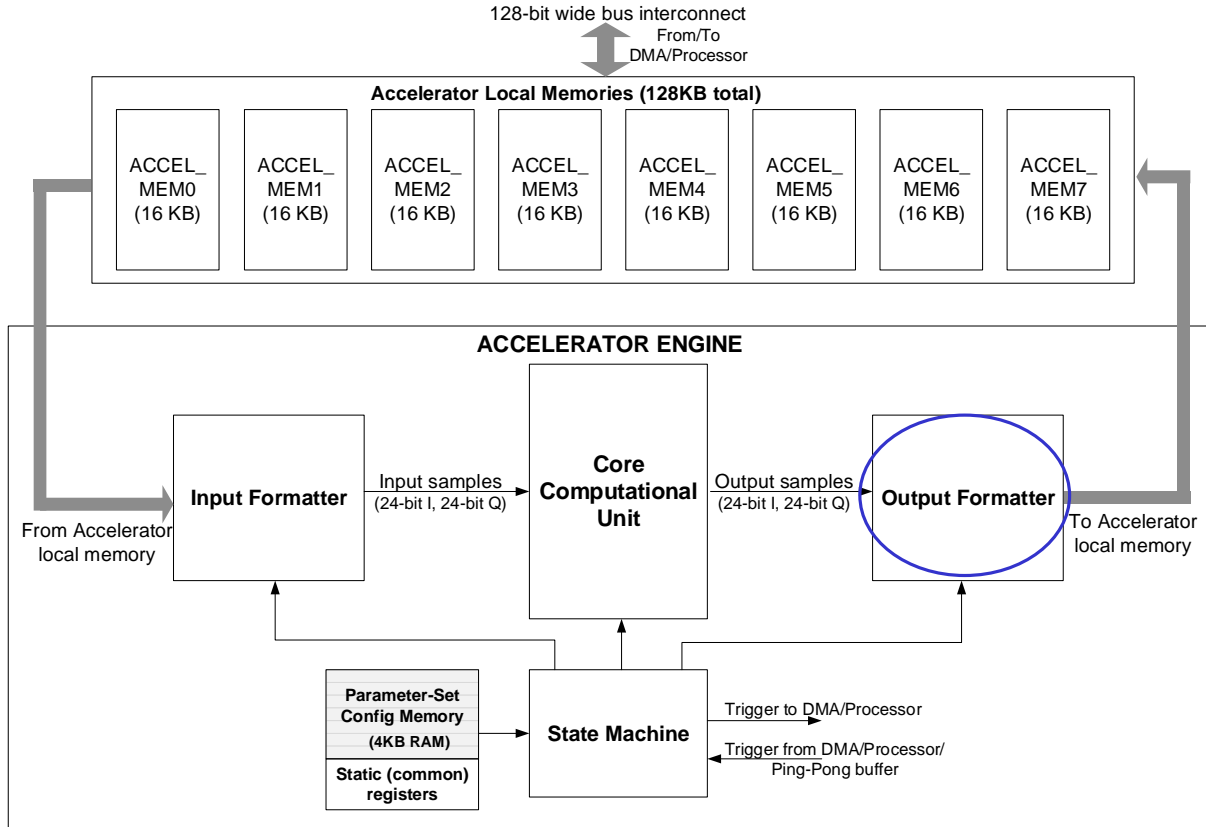 128-bit wide bus interconnect
From/To
DMA/Processor
Accelerator Local Memories (128KB total)
ACCEL_
MEM0
(16 KB)
ACCEL_
MEM1
(16 KB)
ACCEL_
MEM2
(16 KB)
ACCEL_
MEM3
(16 KB)
ACCEL_
MEM4
(16 KB)
ACCEL_
MEM5
(16 KB)
ACCEL_
MEM6
(16 KB)
ACCEL_
MEM7
(16 KB)
ACCELERATOR ENGINE
From Accelerator
local memory
Input Formatter
Input samples
(24-bit I, 24-bit Q)
Core
Computational
Unit
Output samples
(24-bit I, 24-bit Q)
Output Formatter
To Accelerator
local memory
Parameter-Set
Config Memory
(4KB RAM)
Static (common)
registers
State Machine
Trigger to DMA/Processor
Trigger from DMA/Processor/
Ping-Pong buffer